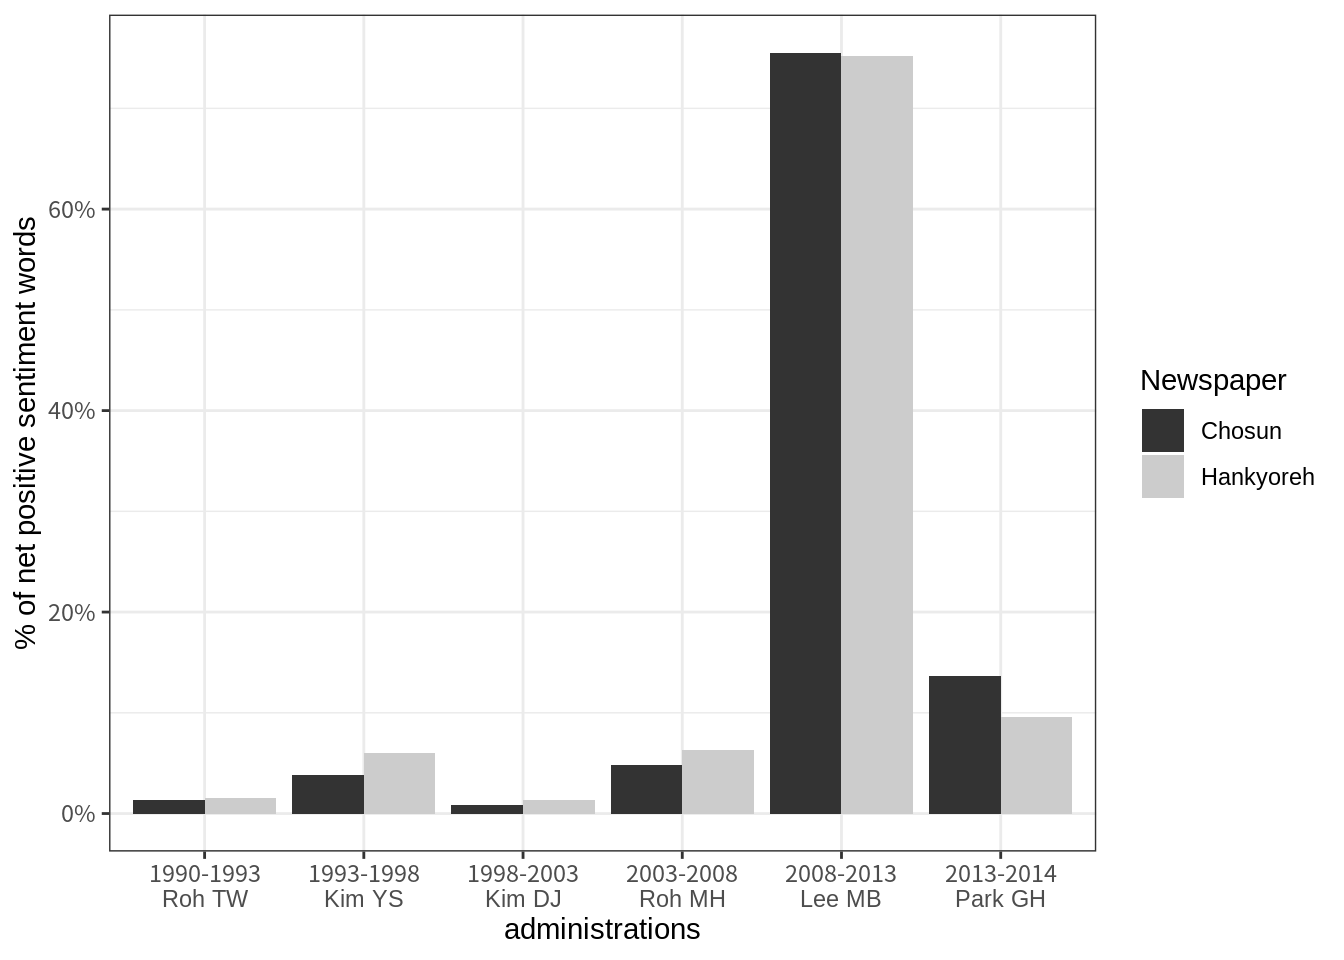 % of net positive sentiment words
60%
40%
20%
0%
1990-1993
Roh TW
1993-1998
Kim YS
1998-2003
Kim DJ
2003-2008
Roh MH
2008-2013
Lee MB
2013-2014
Park GH
administrations
Newspaper
Chosun
Hankyoreh